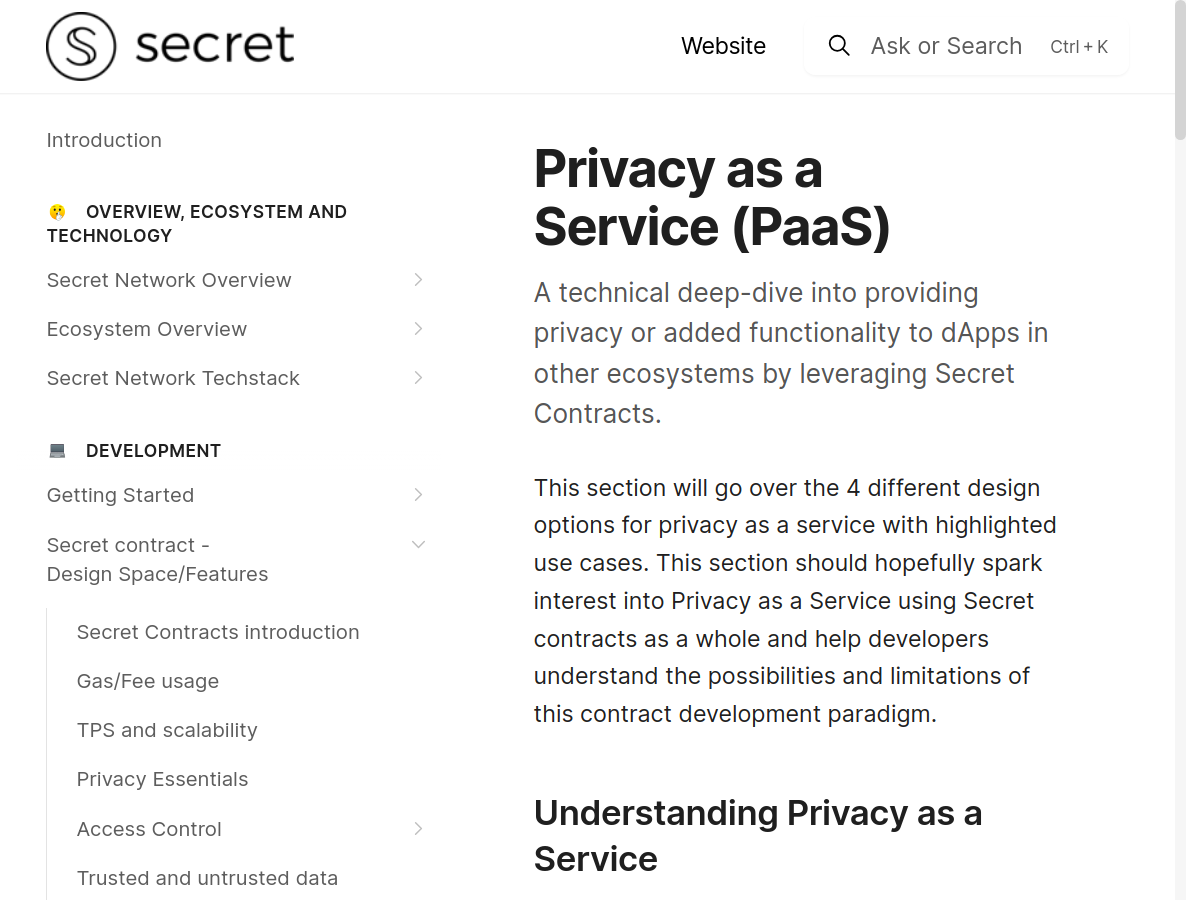 secret
Website
Ask or Search Ctrl + K
Introduction
OVERVIEW, ECOSYSTEM AND
TECHNOLOGY
Secret Network Overview
Ecosystem Overview
Secret Network Techstack
DEVELOPMENT
Getting Started
Secret contract -
Design Space/Features
Secret Contracts introduction
Gas/Fee usage
TPS and scalability
Privacy Essentials
Access Control
Trusted and untrusted data
Privacy as a
Service (PaaS)
A technical deep-dive into providing
privacy or added functionality to dApps in
other ecosystems by leveraging Secret
Contracts.
This section will go over the 4 different design
options for privacy as a service with highlighted
use cases. This section should hopefully spark
interest into Privacy as a Service using Secret
contracts as a whole and help developers
understand the possibilities and limitations of
this contract development paradigm.
Understanding Privacy as a
Service